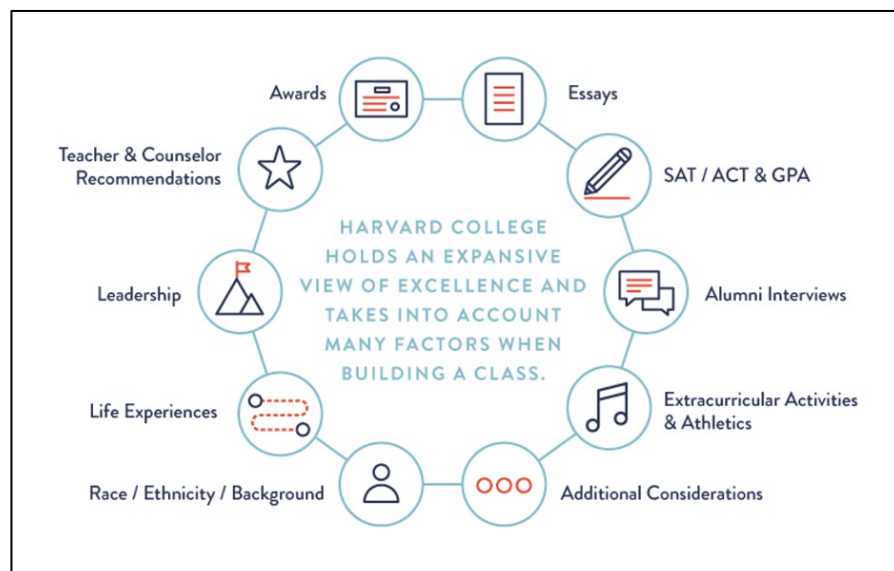 Awards
Essays
Teacher & Counselor
Recommendations
SAT / ACT & GPA
HARVARD COLLEGE
HOLDS AN EXPANSIVE
VIEW OF EXCELLENCE AND
TAKES INTO ACCOUNT
MANY FACTORS WHEN
BUILDING A CLASS.
Leadership
Alumni Interviews
Life Experiences
Extracurricular Activities
& Athletics
Race / Ethnicity / Background
Additional Considerations